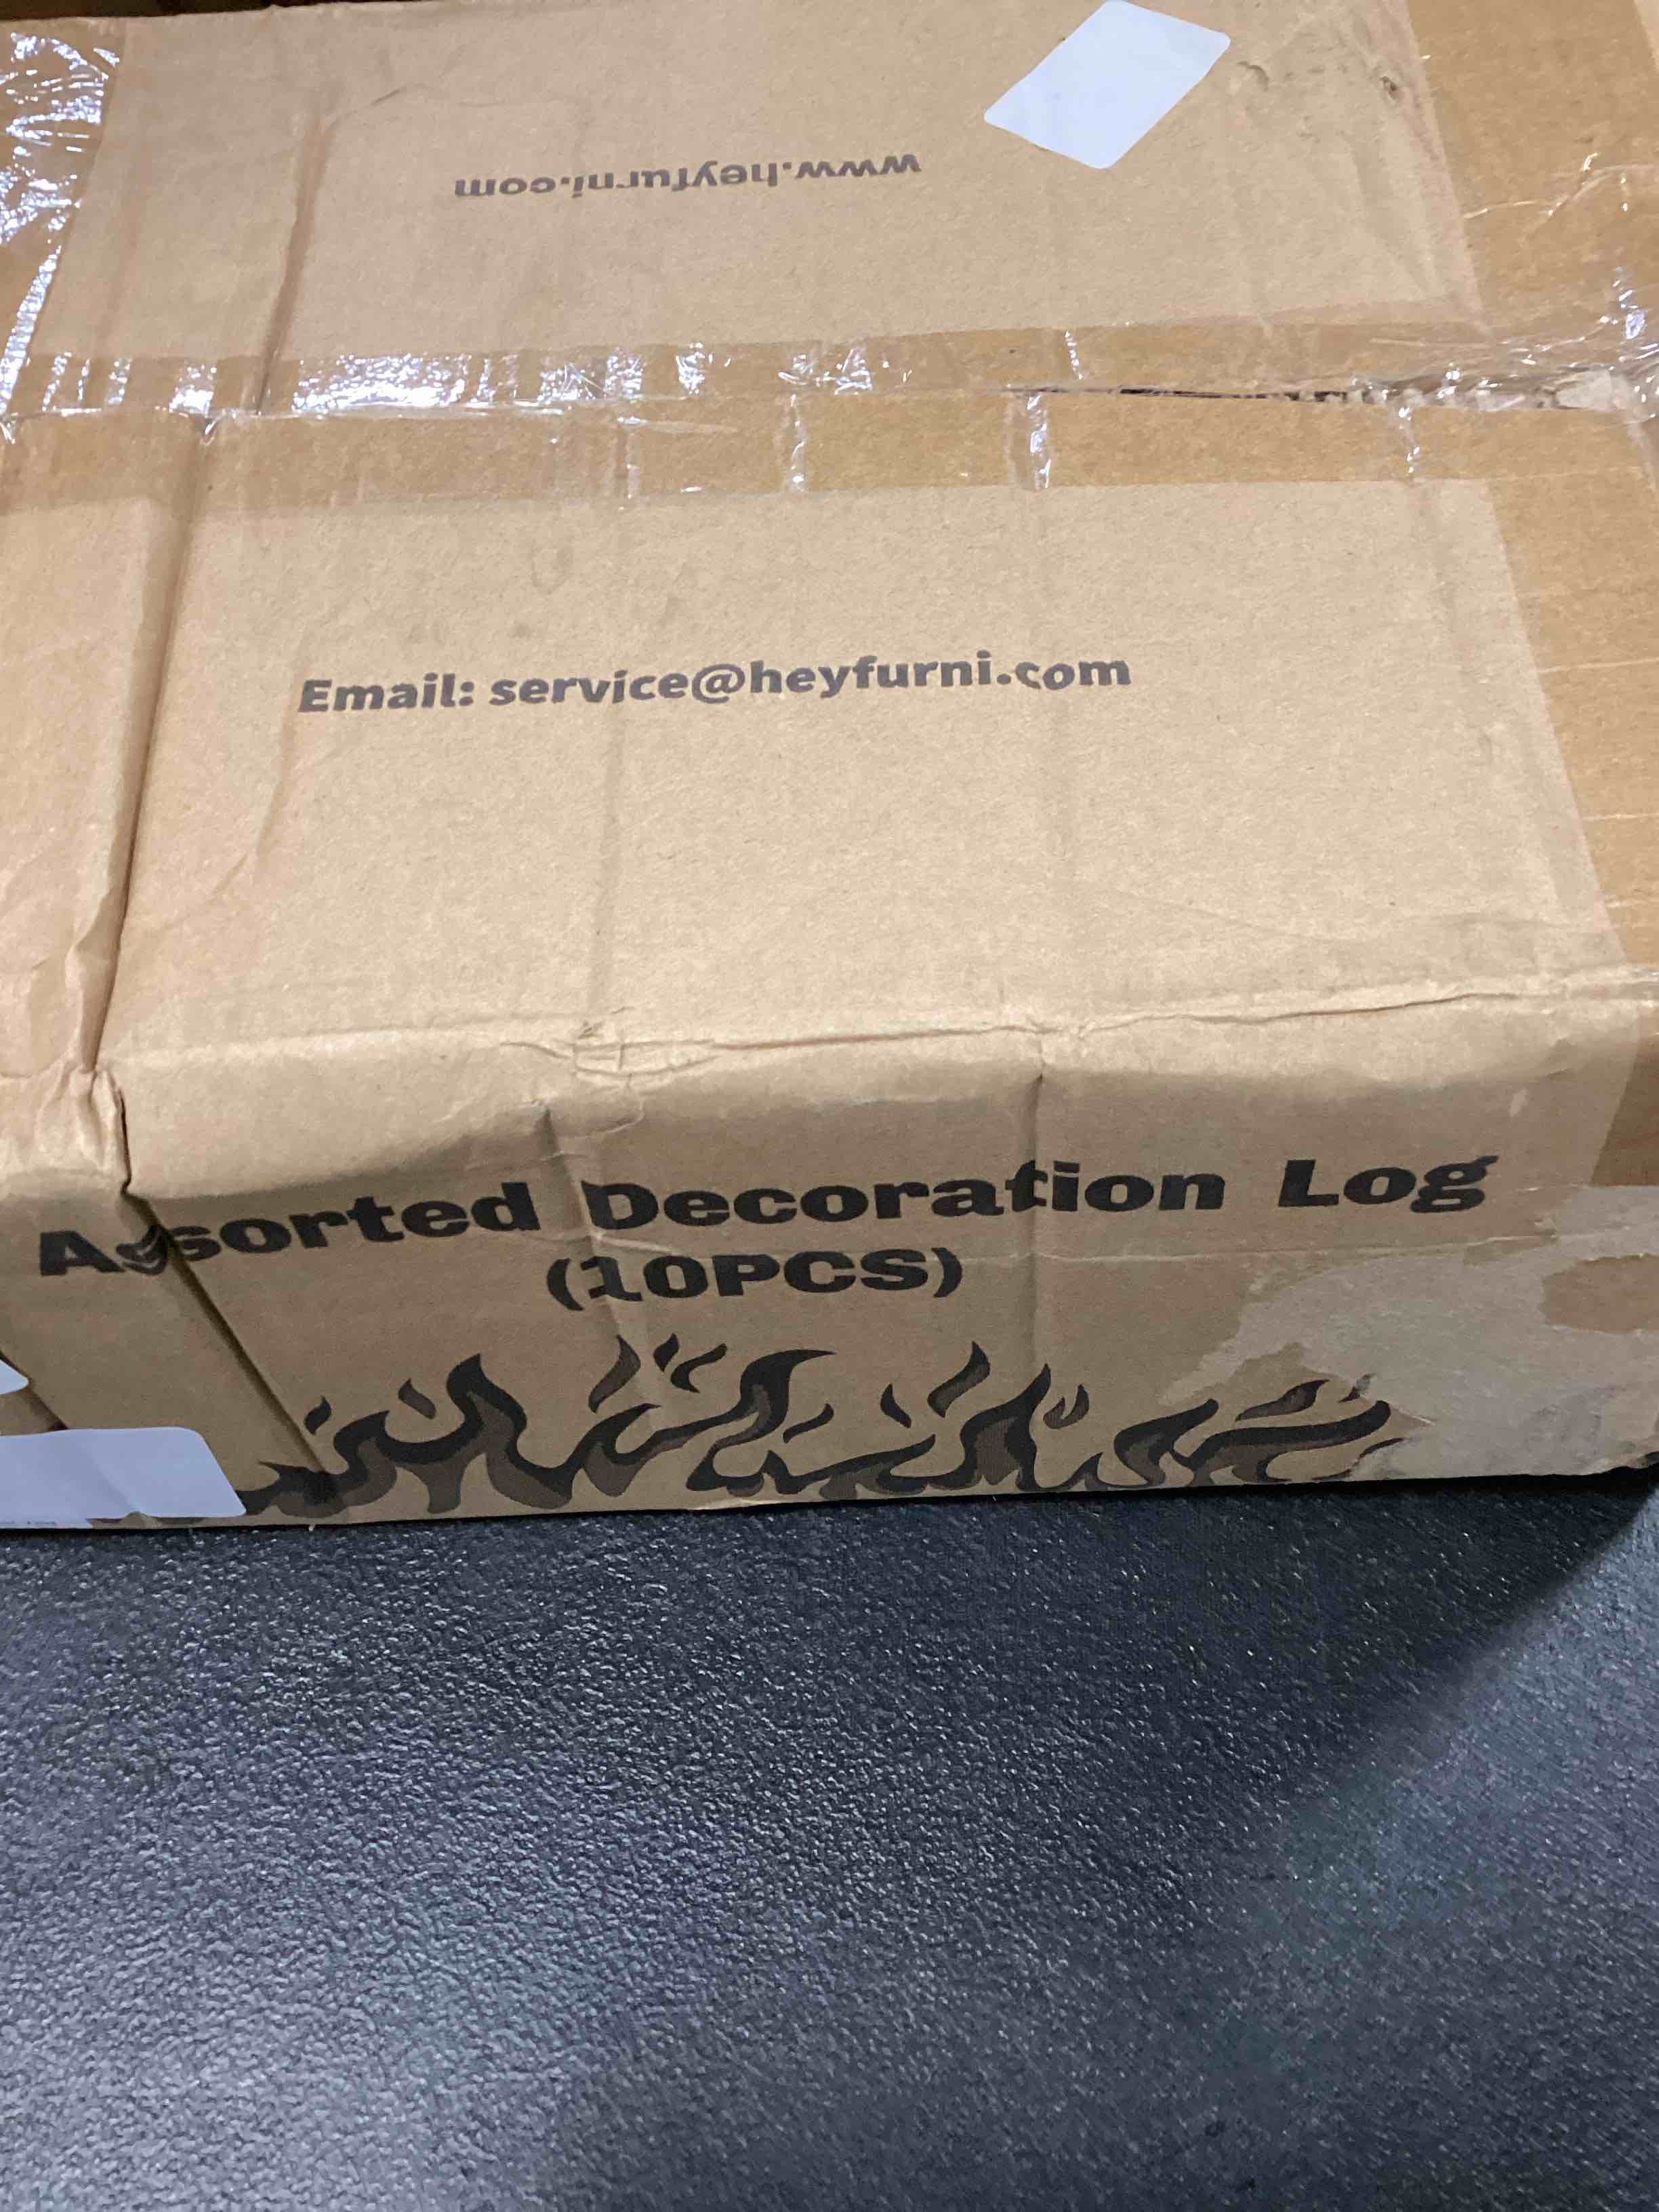 www.heyfurni.com
Email: service@heyfurni.com
Assorted Decoration Log
(10PCS)